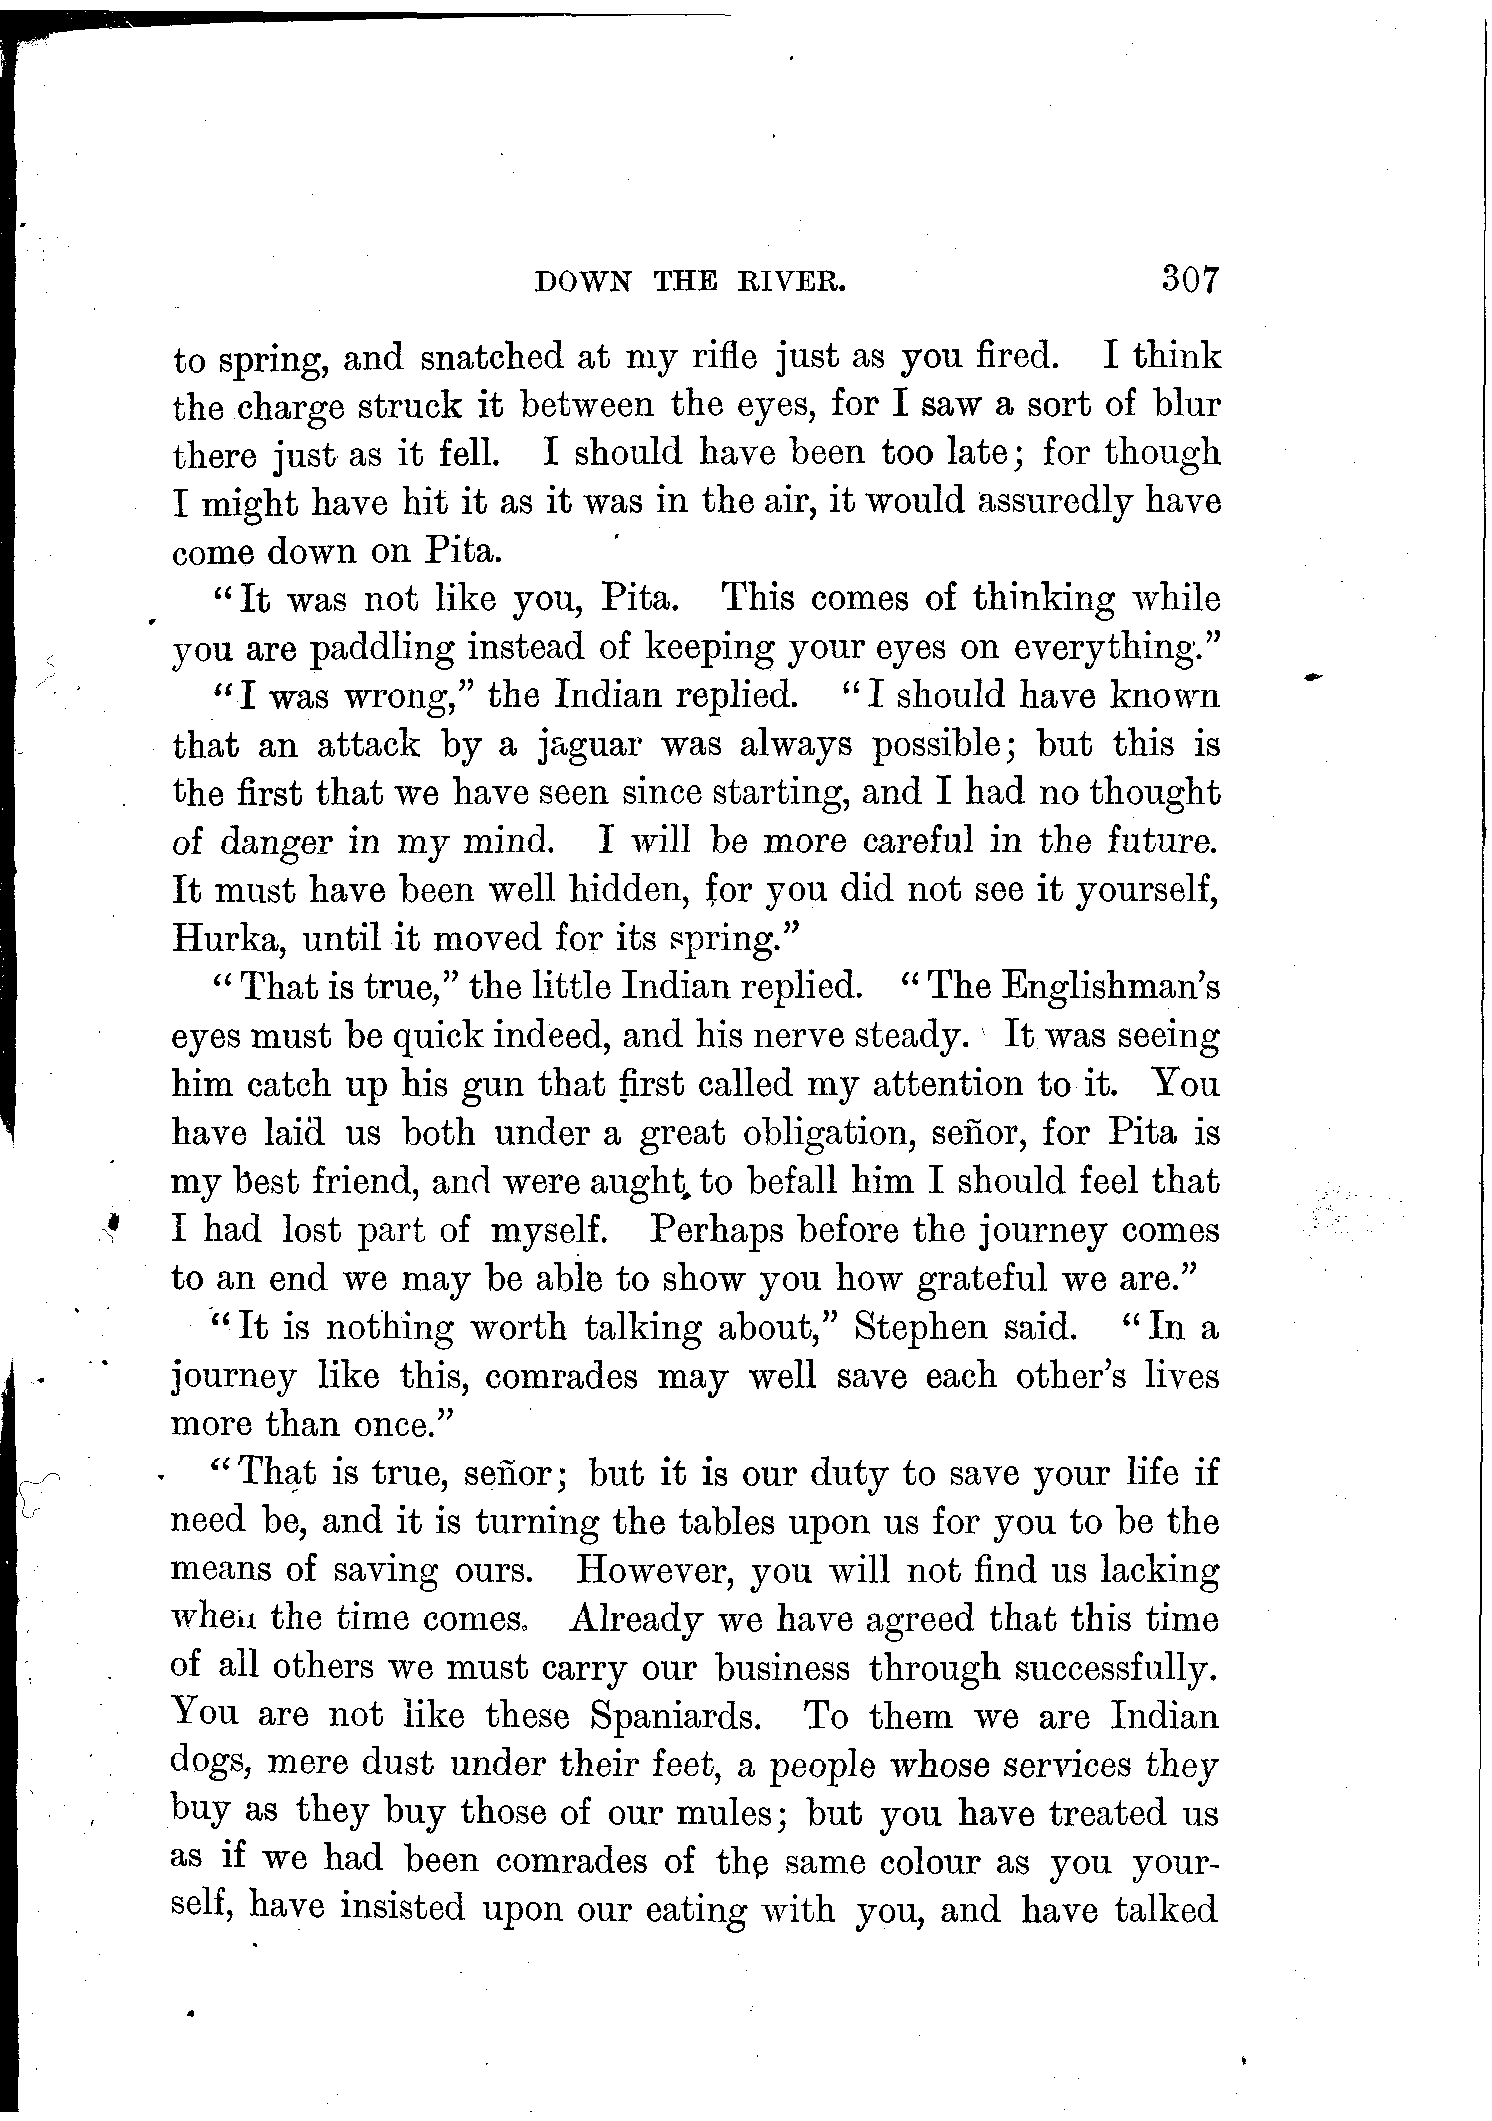 DOWN THE RIVER. 307
to spring, and snatched at my rifle just as you fired. I think
the charge struck it between the eyes, for I saw a sort of blur
there just as it fell. I should have been too late; for though
I might have hit it as it was in the air, it would assuredly have
come down on Pita.
"It was not like you, Pita. This comes of thinking while
you are paddling instead of keeping your eyes on everything."
"I was wrong," the Indian replied. "I should have known
that an attack by a jaguar was always possible; but this is
the first that we have seen since starting, and I had no thought
of danger in my mind. I will be more careful in the future.
It must have been well hidden, for you did not see it yourself,
Hurka, until it moved for its spring."
"That is true," the little Indian replied. "The Englishman's
eyes must be quick indeed, and his nerve steady. It was seeing
him catch up his gun that first called my attention to it. You
have laid us both under a great obligation, señor, for Pita is
my best friend, and were aught to befall him I should feel that
I had lost part of myself. Perhaps before the journey comes
to an end we may be able to show you how grateful we are."
"It is nothing worth talking about," Stephen said. "In a
journey like this, comrades may well save each other's lives
more than once."
"That is true, señor; but it is our duty to save your life if
need be, and it is turning the tables upon us for you to be the
means of saving ours. However, you will not find us lacking
when the time comes. Already we have agreed that this time
of all others we must carry our business through successfully.
You are not like these Spaniards. To them we are Indian
dogs, mere dust under their feet, a people whose services they
buy as they buy those of our mules; but you have treated us
as if we had been comrades of the same colour as you your-
self, have insisted upon our eating with you, and have talked